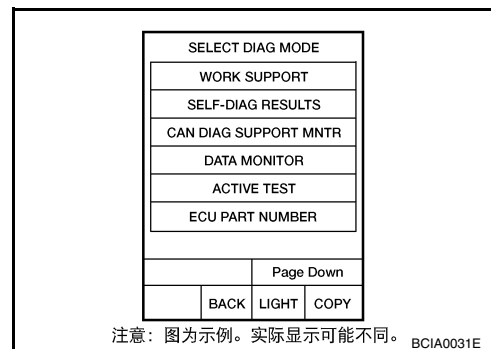 SELECT DIAG MODE
WORK SUPPORT
SELF-DIAG RESULTS
CAN DIAG SUPPORT MNTR
DATA MONITOR
ACTIVE TEST
ECU PART NUMBER
Page Down
BACK LIGHT COPY
注意：图为示例。实际显示可能不同。 BCIA0031E